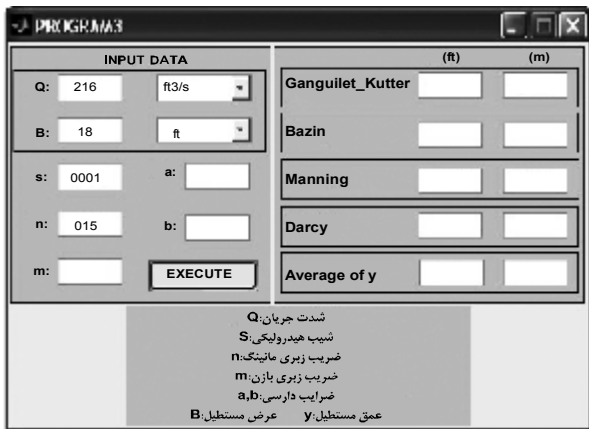 PROGRAM3
INPUT DATA
Q: 216 ft3/s
B: 18 ft
s: 0001 a:
n: 015 b:
m: EXECUTE
(ft) (m)
Ganguilet_Kutter
Bazin
Manning
Darcy
Average of y
شدت جریان:Q
شیب هیدرولیکی:S
ضریب زبری مانینگ:n
ضریب زبری بازن:m
ضرایب دارسی:a,b
عمق مستطیل:y عرض مستطیل:B